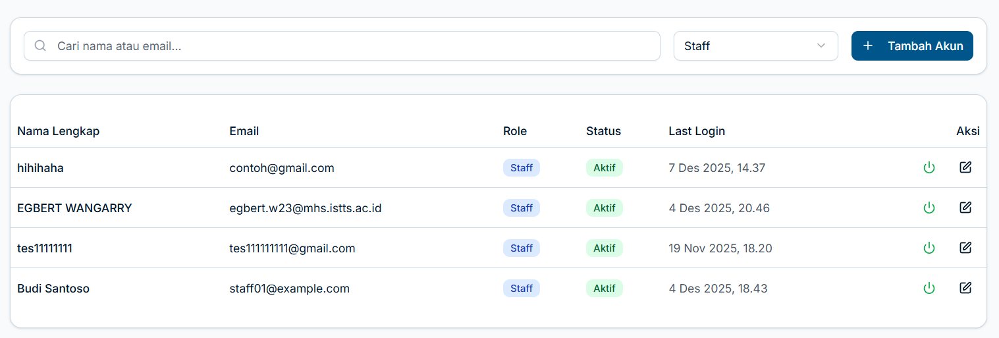 Cari nama atau email... Staff + Tambah Akun
Nama Lengkap Email Role Status Last Login Aksi
hihihaha contoh@gmail.com Staff Aktif 7 Des 2025, 14.37
EGBERT WANGARRY egbert.w23@mhs.istts.ac.id Staff Aktif 4 Des 2025, 20.46
tes11111111 tes111111111@gmail.com Staff Aktif 19 Nov 2025, 18.20
Budi Santoso staff01@example.com Staff Aktif 4 Des 2025, 18.43